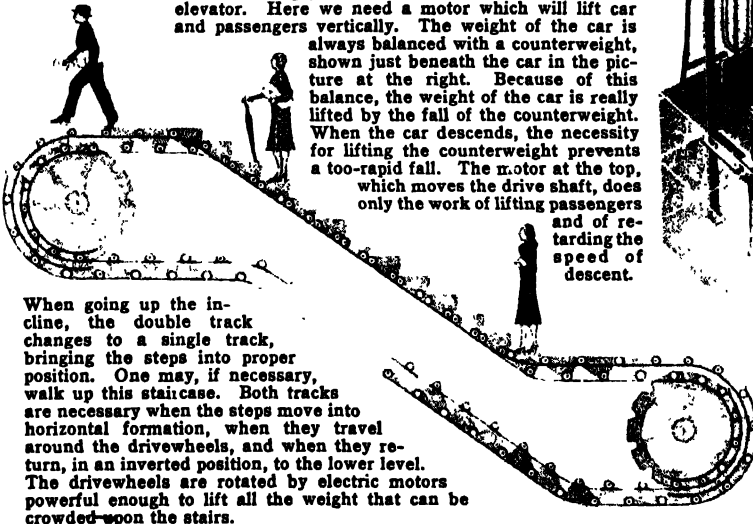 elevator. Here we need a motor which will lift car
and passengers vertically. The weight of the car is
always balanced with a counterweight,
shown just beneath the car in the pic-
ture at the right. Because of this
balance, the weight of the car is really
lifted by the fall of the counterweight.
When the car descends, the necessity
for lifting the counterweight prevents
a too-rapid fall. The motor at the top,
which moves the drive shaft, does
only the work of lifting passengers
and of re-
tarding the
speed of
descent.
When going up the in-
cline, the double track
changes to a single track,
bringing the steps into proper
position. One may, if necessary,
walk up this staircase. Both tracks
are necessary when the steps move into
horizontal formation, when they travel
around the drivewheels, and when they re-
turn, in an inverted position, to the lower level.
The drivewheels are rotated by electric motors
powerful enough to lift all the weight that can be
crowded upon the stairs.